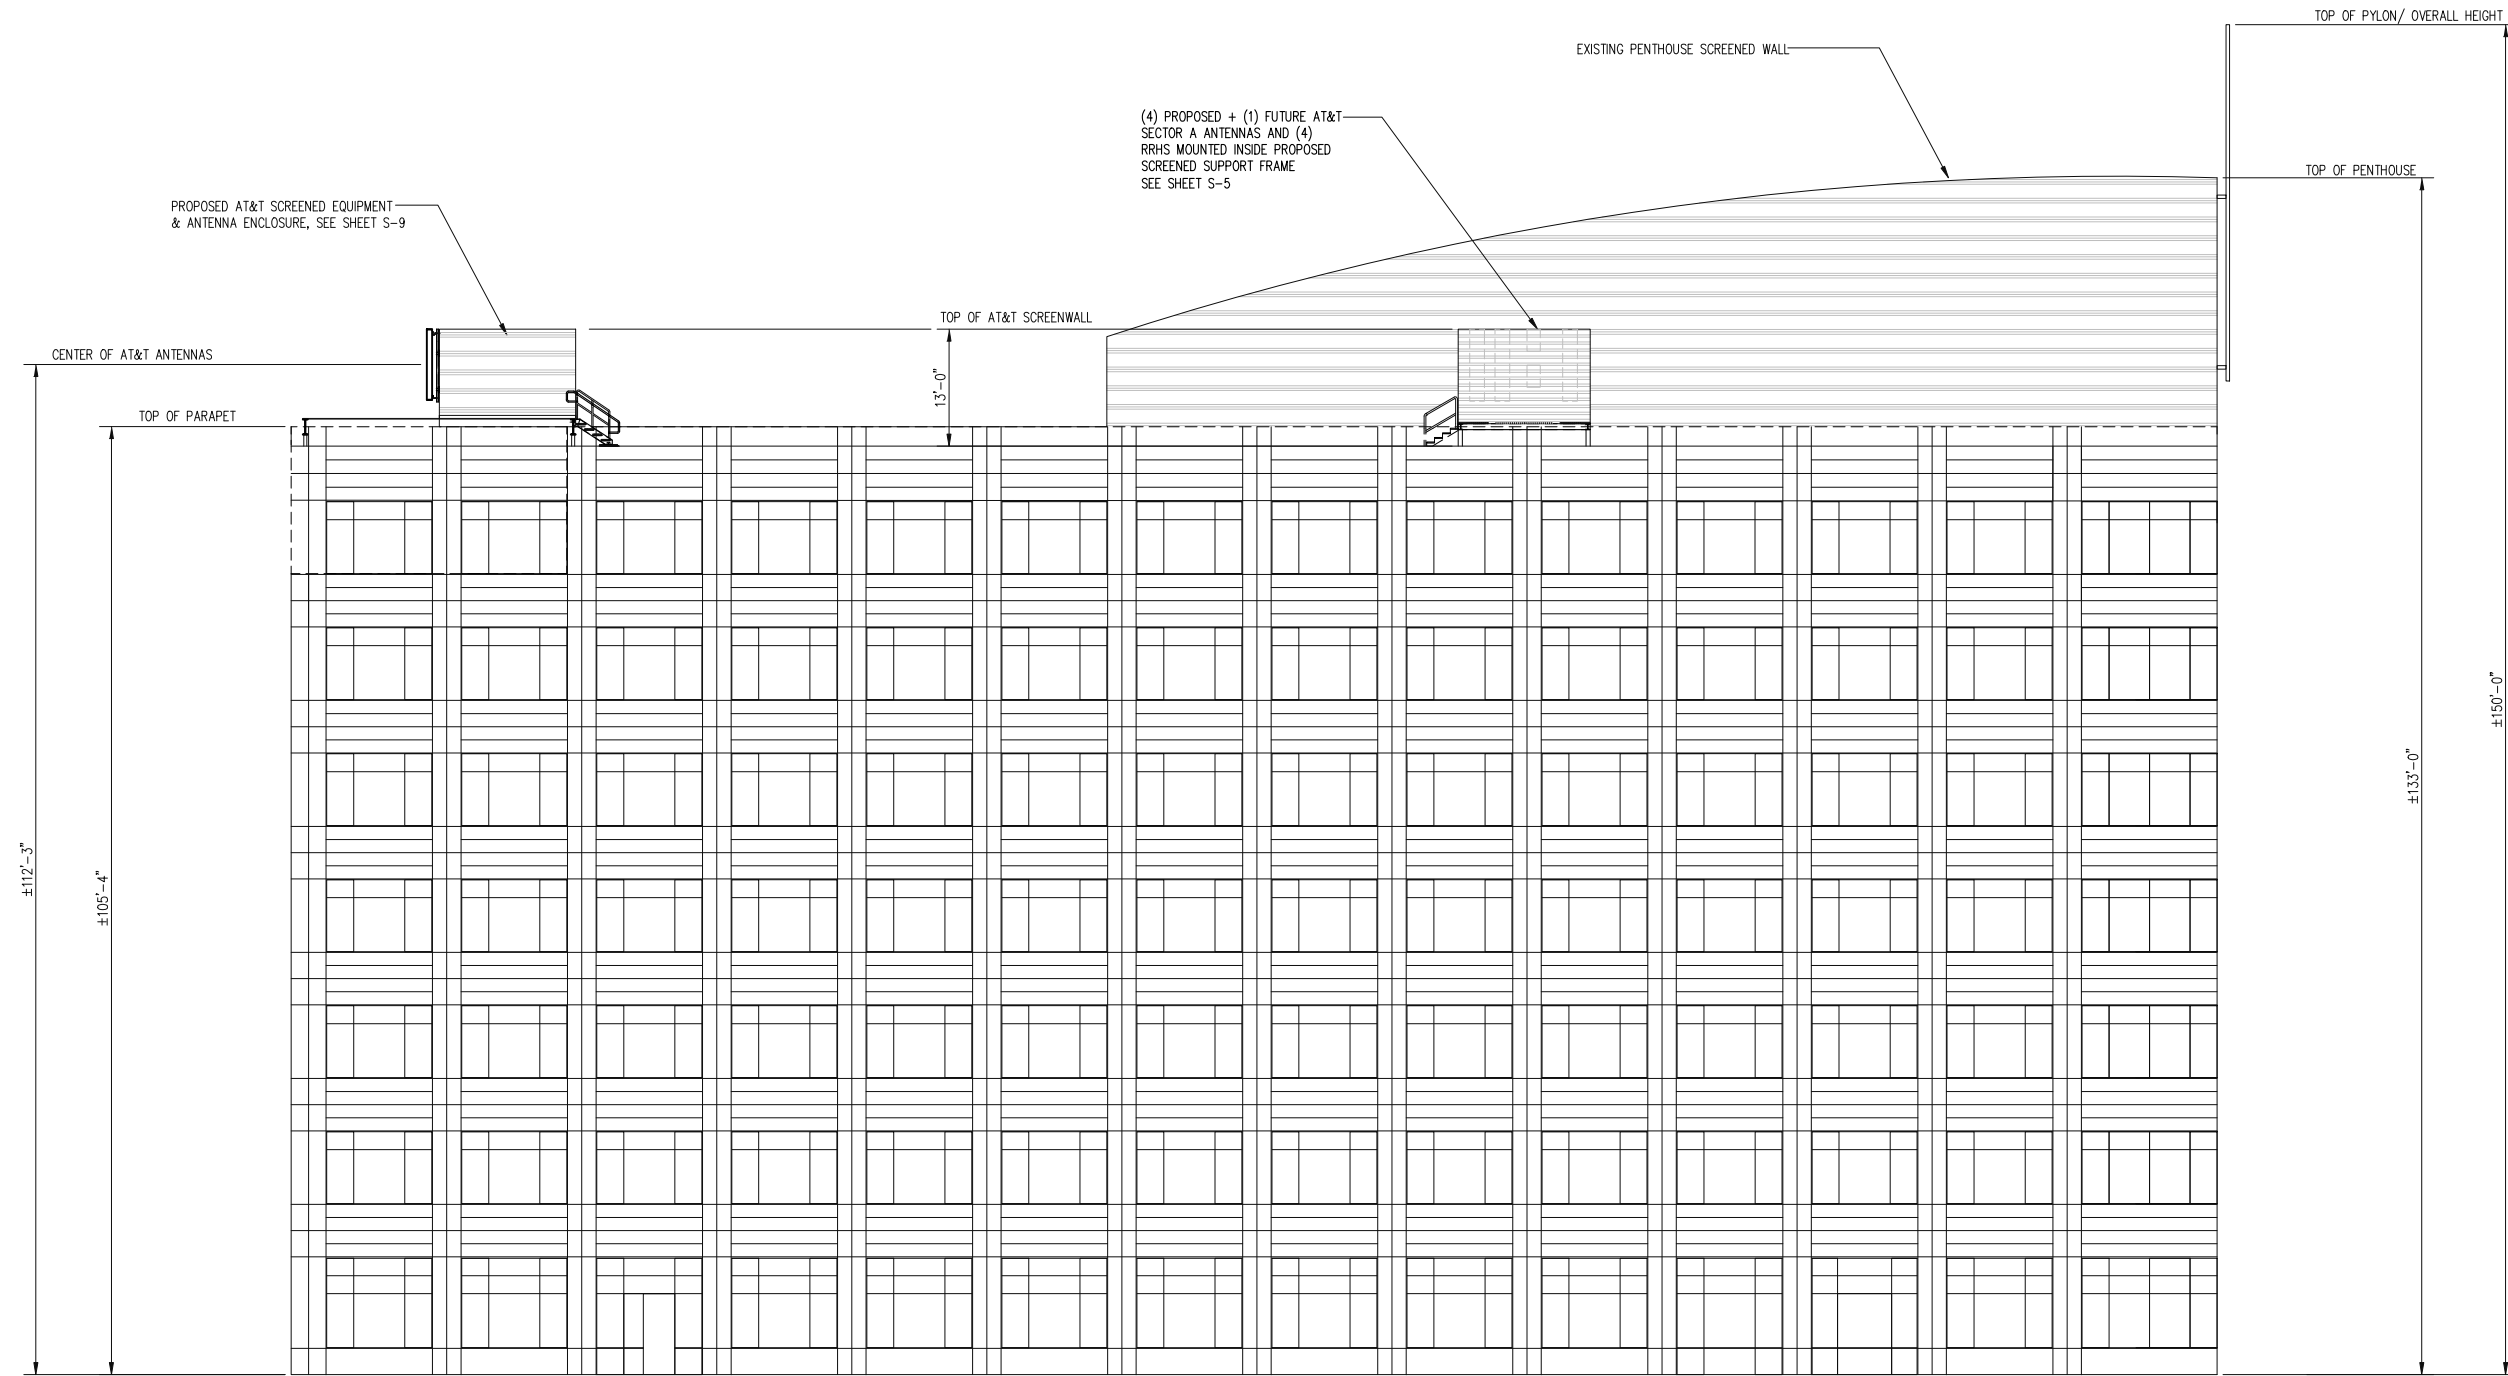 TOP OF PYLON/ OVERALL HEIGHT
EXISTING PENTHOUSE SCREENED WALL
(4) PROPOSED + (1) FUTURE AT&T
SECTOR A ANTENNAS AND (4)
RRHS MOUNTED INSIDE PROPOSED
SCREENED SUPPORT FRAME
SEE SHEET S-5
TOP OF PENTHOUSE
PROPOSED AT&T SCREENED EQUIPMENT
& ANTENNA ENCLOSURE, SEE SHEET S-9
TOP OF AT&T SCREENWALL
CENTER OF AT&T ANTENNAS
13'-0"
TOP OF PARAPET
±150'-0"
±133'-0"
±112'-3"
±105'-4"